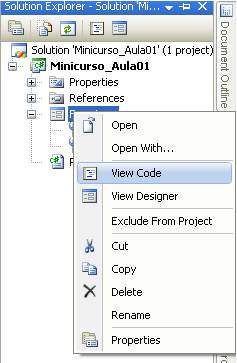 Solution Explorer - Solution 'Mi...
Solution 'Minicurso_Aula01' (1 project)
Minicurso_Aula01
Properties
References
Open
Open With...
View Code
View Designer
Exclude From Project
Cut
Copy
Delete
Rename
Properties
Document Outline